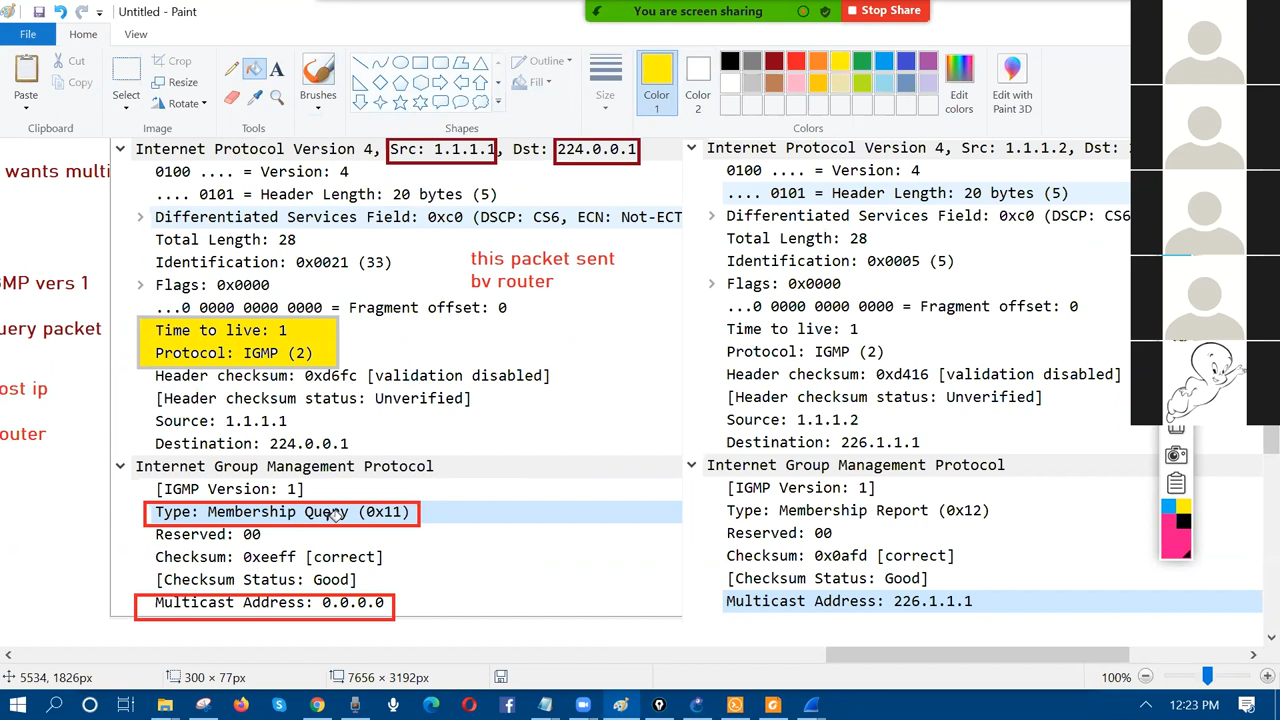 Untitled - Paint
You are screen sharing
Stop Share
File
Home
View
Paste
Cut
Copy
Clipboard
Select
Crop
Resize
Rotate
Image
Tools
Brushes
Shapes
Outline
Fill
Size
Color
1
Color
2
Colors
Edit
colors
Edit with
Paint 3D
wants multi
MP vers 1
uery packet
ost ip
outer
Internet Protocol Version 4, Src: 1.1.1.1, Dst: 224.0.0.1
0100 .... = Version: 4
.... 0101 = Header Length: 20 bytes (5)
Differentiated Services Field: 0xc0 (DSCP: CS6, ECN: Not-ECT
Total Length: 28
Identification: 0x0021 (33)
Flags: 0x0000
...0 0000 0000 0000 = Fragment offset: 0
Time to live: 1
Protocol: IGMP (2)
Header checksum: 0xd6fc [validation disabled]
[Header checksum status: Unverified]
Source: 1.1.1.1
Destination: 224.0.0.1
Internet Group Management Protocol
[IGMP Version: 1]
Type: Membership Query (0x11)
Reserved: 00
Checksum: 0xeeff [correct]
[Checksum Status: Good]
Multicast Address: 0.0.0.0
this packet sent
by router
Internet Protocol Version 4, Src: 1.1.1.2, Dst:
0100 .... = Version: 4
.... 0101 = Header Length: 20 bytes (5)
Differentiated Services Field: 0xc0 (DSCP: CS6
Total Length: 28
Identification: 0x0005 (5)
Flags: 0x0000
...0 0000 0000 0000 = Fragment offset: 0
Time to live: 1
Protocol: IGMP (2)
Header checksum: 0xd416 [validation disabled]
[Header checksum status: Unverified]
Source: 1.1.1.2
Destination: 226.1.1.1
Internet Group Management Protocol
[IGMP Version: 1]
Type: Membership Report (0x12)
Reserved: 00
Checksum: 0x0afd [correct]
[Checksum Status: Good]
Multicast Address: 226.1.1.1
5534, 1826px
300 × 77px
7656 × 3192px
100%
12:23 PM